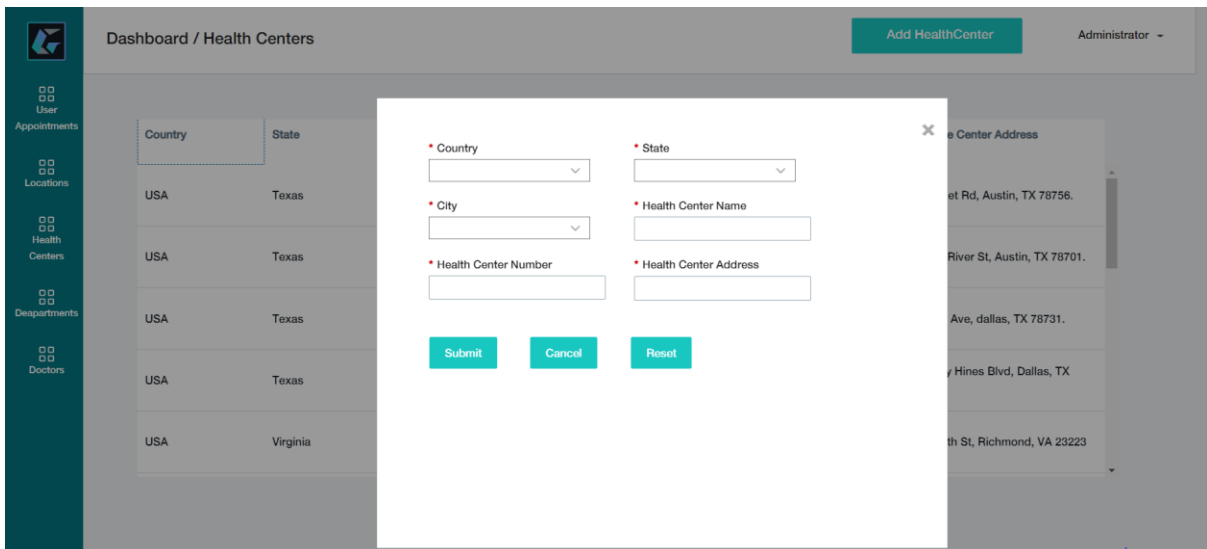 Dashboard / Health Centers
Add HealthCenter
Administrator
User
Appointments
Locations
Health
Centers
Deapartments
Doctors
Country
State
e Center Address
USA
Texas
et Rd, Austin, TX 78756.
USA
Texas
River St, Austin, TX 78701.
USA
Texas
Ave, dallas, TX 78731.
USA
Texas
y Hines Blvd, Dallas, TX
USA
Virginia
th St, Richmond, VA 23223
* Country
* State
* City
* Health Center Name
* Health Center Number
* Health Center Address
Submit
Cancel
Reset